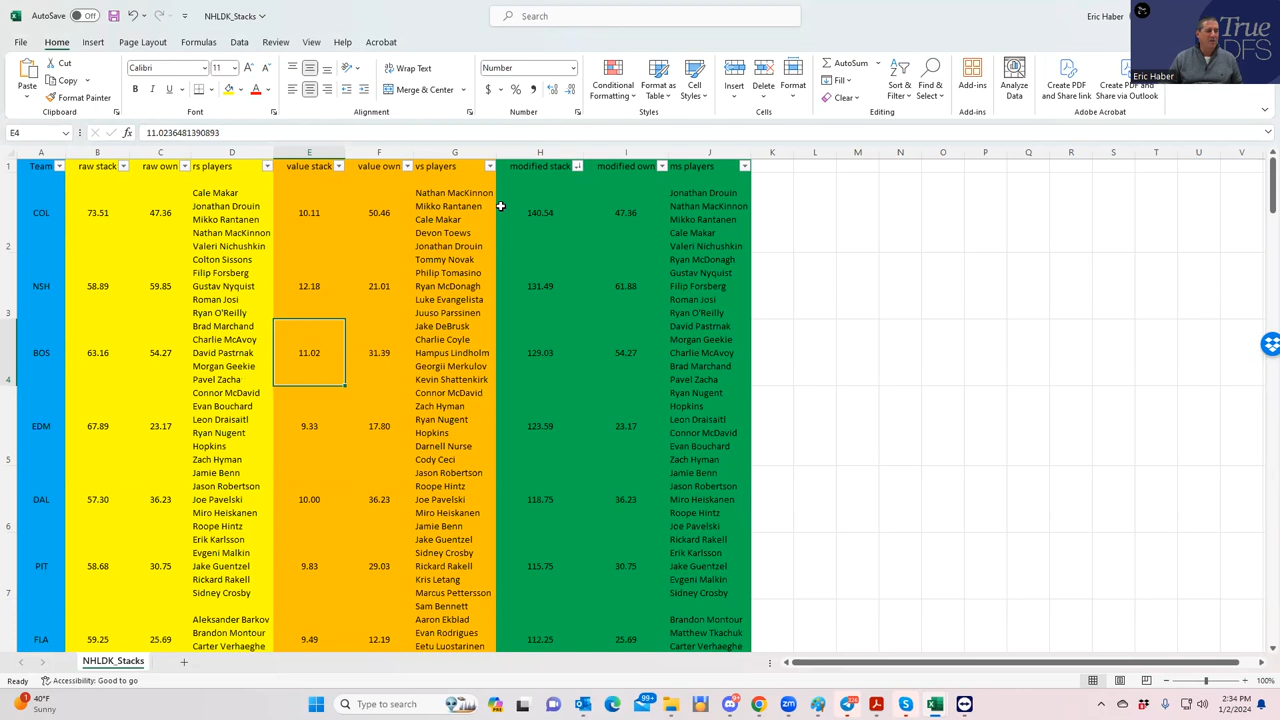 AutoSave Off NHLDK_Stacks Search Eric Haber
File Home Insert Page Layout Formulas Data Review View Help Acrobat
Paste Cut Copy Format Painter Clipboard
Calibri 11 B I U Font
Wrap Text Merge & Center Alignment
Number $ % Number
Conditional Formatting Format as Table Cell Styles Styles
Insert Delete Format Cells
AutoSum Fill Clear Sort & Filter Find & Select Editing
Add-ins Add-ins
Analyze Data
Create PDF and Share link Create PDF and Share via Outlook Adobe Acrobat
True
DFS
Eric Haber
E4 fx 11.0236481390893
A B C D E F G H I J K L M N O P Q R S T U V
Team raw stack raw own rs players value stack value own vs players modified stack modified own ms players
Cale Makar Nathan MacKinnon Jonathan Drouin
Jonathan Drouin Mikko Rantanen Nathan MacKinnon
COL 73.51 47.36 Mikko Rantanen 10.11 50.46 Cale Makar 140.54 47.36 Mikko Rantanen
Nathan MacKinnon Devon Toews Cale Makar
2 Valeri Nichushkin Jonathan Drouin Valeri Nichushkin
Colton Sissons Tommy Novak Ryan McDonagh
Filip Forsberg Philip Tomasino Gustav Nyquist
NSH 58.89 59.85 Gustav Nyquist 12.18 21.01 Ryan McDonagh 131.49 61.88 Filip Forsberg
Roman Josi Luke Evangelista Roman Josi
3 Ryan O'Reilly Juuso Parssinen Ryan O'Reilly
Brad Marchand Jake DeBrusk David Pastrnak
Charlie McAvoy Charlie Coyle Morgan Geekie
BOS 63.16 54.27 David Pastrnak 11.02 31.39 Hampus Lindholm 129.03 54.27 Charlie McAvoy
Morgan Geekie Georgii Merkulov Brad Marchand
4 Pavel Zacha Kevin Shattenkirk Pavel Zacha
Connor McDavid Connor McDavid Ryan Nugent
Evan Bouchard Zach Hyman Hopkins
EDM 67.89 23.17 Leon Draisaitl 9.33 17.80 Ryan Nugent 123.59 23.17 Leon Draisaitl
Ryan Nugent Hopkins Connor McDavid
Hopkins Darnell Nurse Evan Bouchard
5 Zach Hyman Cody Ceci Zach Hyman
Jamie Benn Jason Robertson Jamie Benn
Jason Robertson Roope Hintz Jason Robertson
DAL 57.30 36.23 Joe Pavelski 10.00 36.23 Joe Pavelski 118.75 36.23 Miro Heiskanen
Miro Heiskanen Miro Heiskanen Roope Hintz
6 Roope Hintz Jamie Benn Joe Pavelski
Erik Karlsson Jake Guentzel Rickard Rakell
Evgeni Malkin Sidney Crosby Erik Karlsson
PIT 58.68 30.75 Jake Guentzel 9.83 29.03 Rickard Rakell 115.75 30.75 Jake Guentzel
Rickard Rakell Kris Letang Evgeni Malkin
7 Sidney Crosby Marcus Pettersson Sidney Crosby
Sam Bennett
Aleksander Barkov Aaron Ekblad Brandon Montour
Brandon Montour Evan Rodrigues Matthew Tkachuk
FLA 59.25 25.69 Carter Verhaeghe 9.49 12.19 Eetu Luostarinen 112.25 25.69 Carter Verhaeghe
NHLDK_Stacks
Ready Accessibility: Good to go 100%
40°F
Sunny
Type to search
99+
1/2/2024